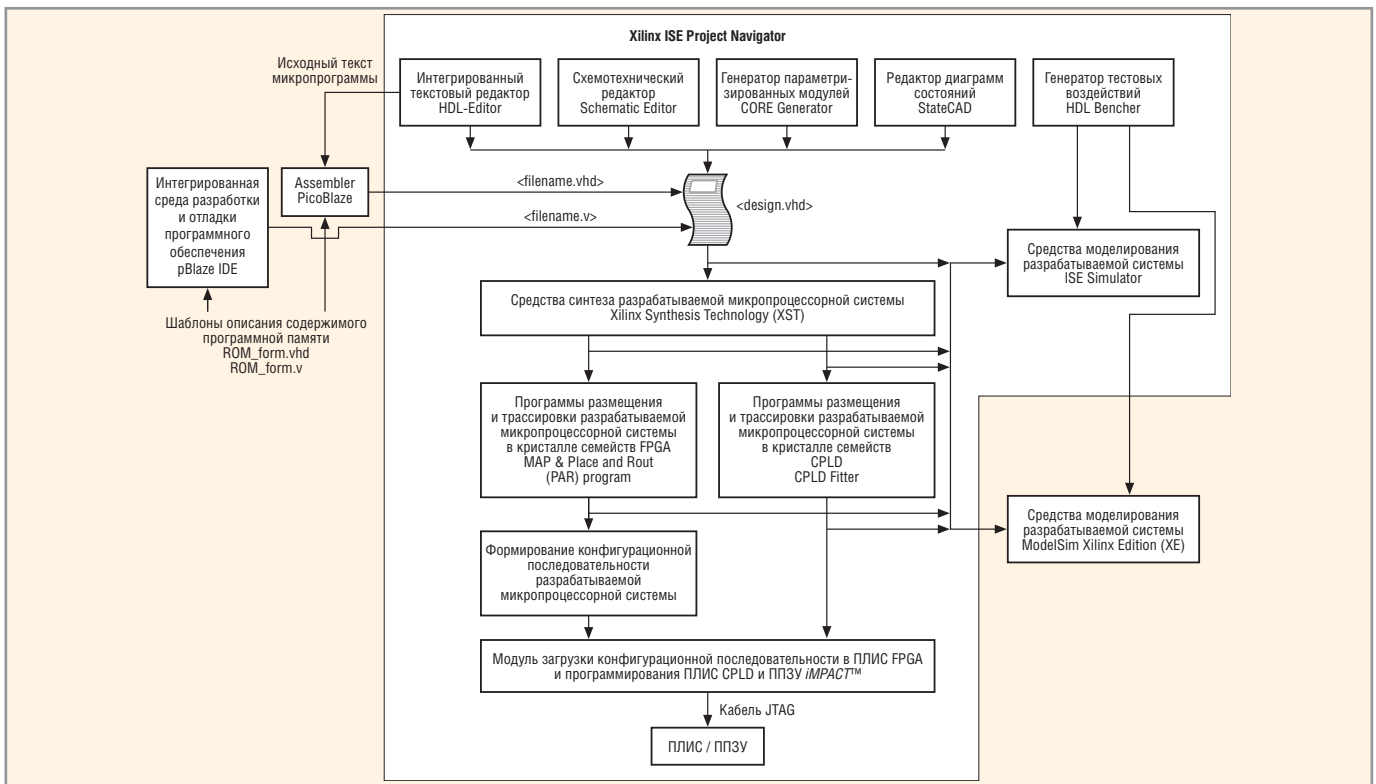 Xilinx ISE Project Navigator
Исходный текст
микропрограммы
Интегрированный
текстовый редактор
HDL-Editor
Схемотехнический
редактор
Schematic Editor
Генератор параметри-
зированных модулей
CORE Generator
Редактор диаграмм
состояний
StateCAD
Генератор тестовых
воздействий
HDL Bencher
Интегрированная
среда разработки
и отладки
программного
обеспечения
pBlaze IDE
Assembler
PicoBlaze
<filename.vhd>
<filename.v>
<design.vhd>
Средства моделирования
разрабатываемой системы
ISE Simulator
Средства синтеза разрабатываемой микропроцессорной системы
Xilinx Synthesis Technology (XST)
Шаблоны описания содержимого
программной памяти
ROM_form.vhd
ROM_form.v
Программы размещения
и трассировки разрабатываемой
микропроцессорной системы
в кристалле семейств FPGA
MAP & Place and Rout
(PAR) program
Программы размещения
и трассировки разрабатываемой
микропроцессорной системы
в кристалле семейств
CPLD
CPLD Fitter
Средства моделирования
разрабатываемой системы
ModelSim Xilinx Edition (XE)
Формирование конфигурационной
последовательности
разрабатываемой
микропроцессорной системы
Модуль загрузки конфигурационной последовательности в ПЛИС FPGA
и программирования ПЛИС CPLD и ППЗУ iMPACT™
Кабель JTAG
ПЛИС / ППЗУ